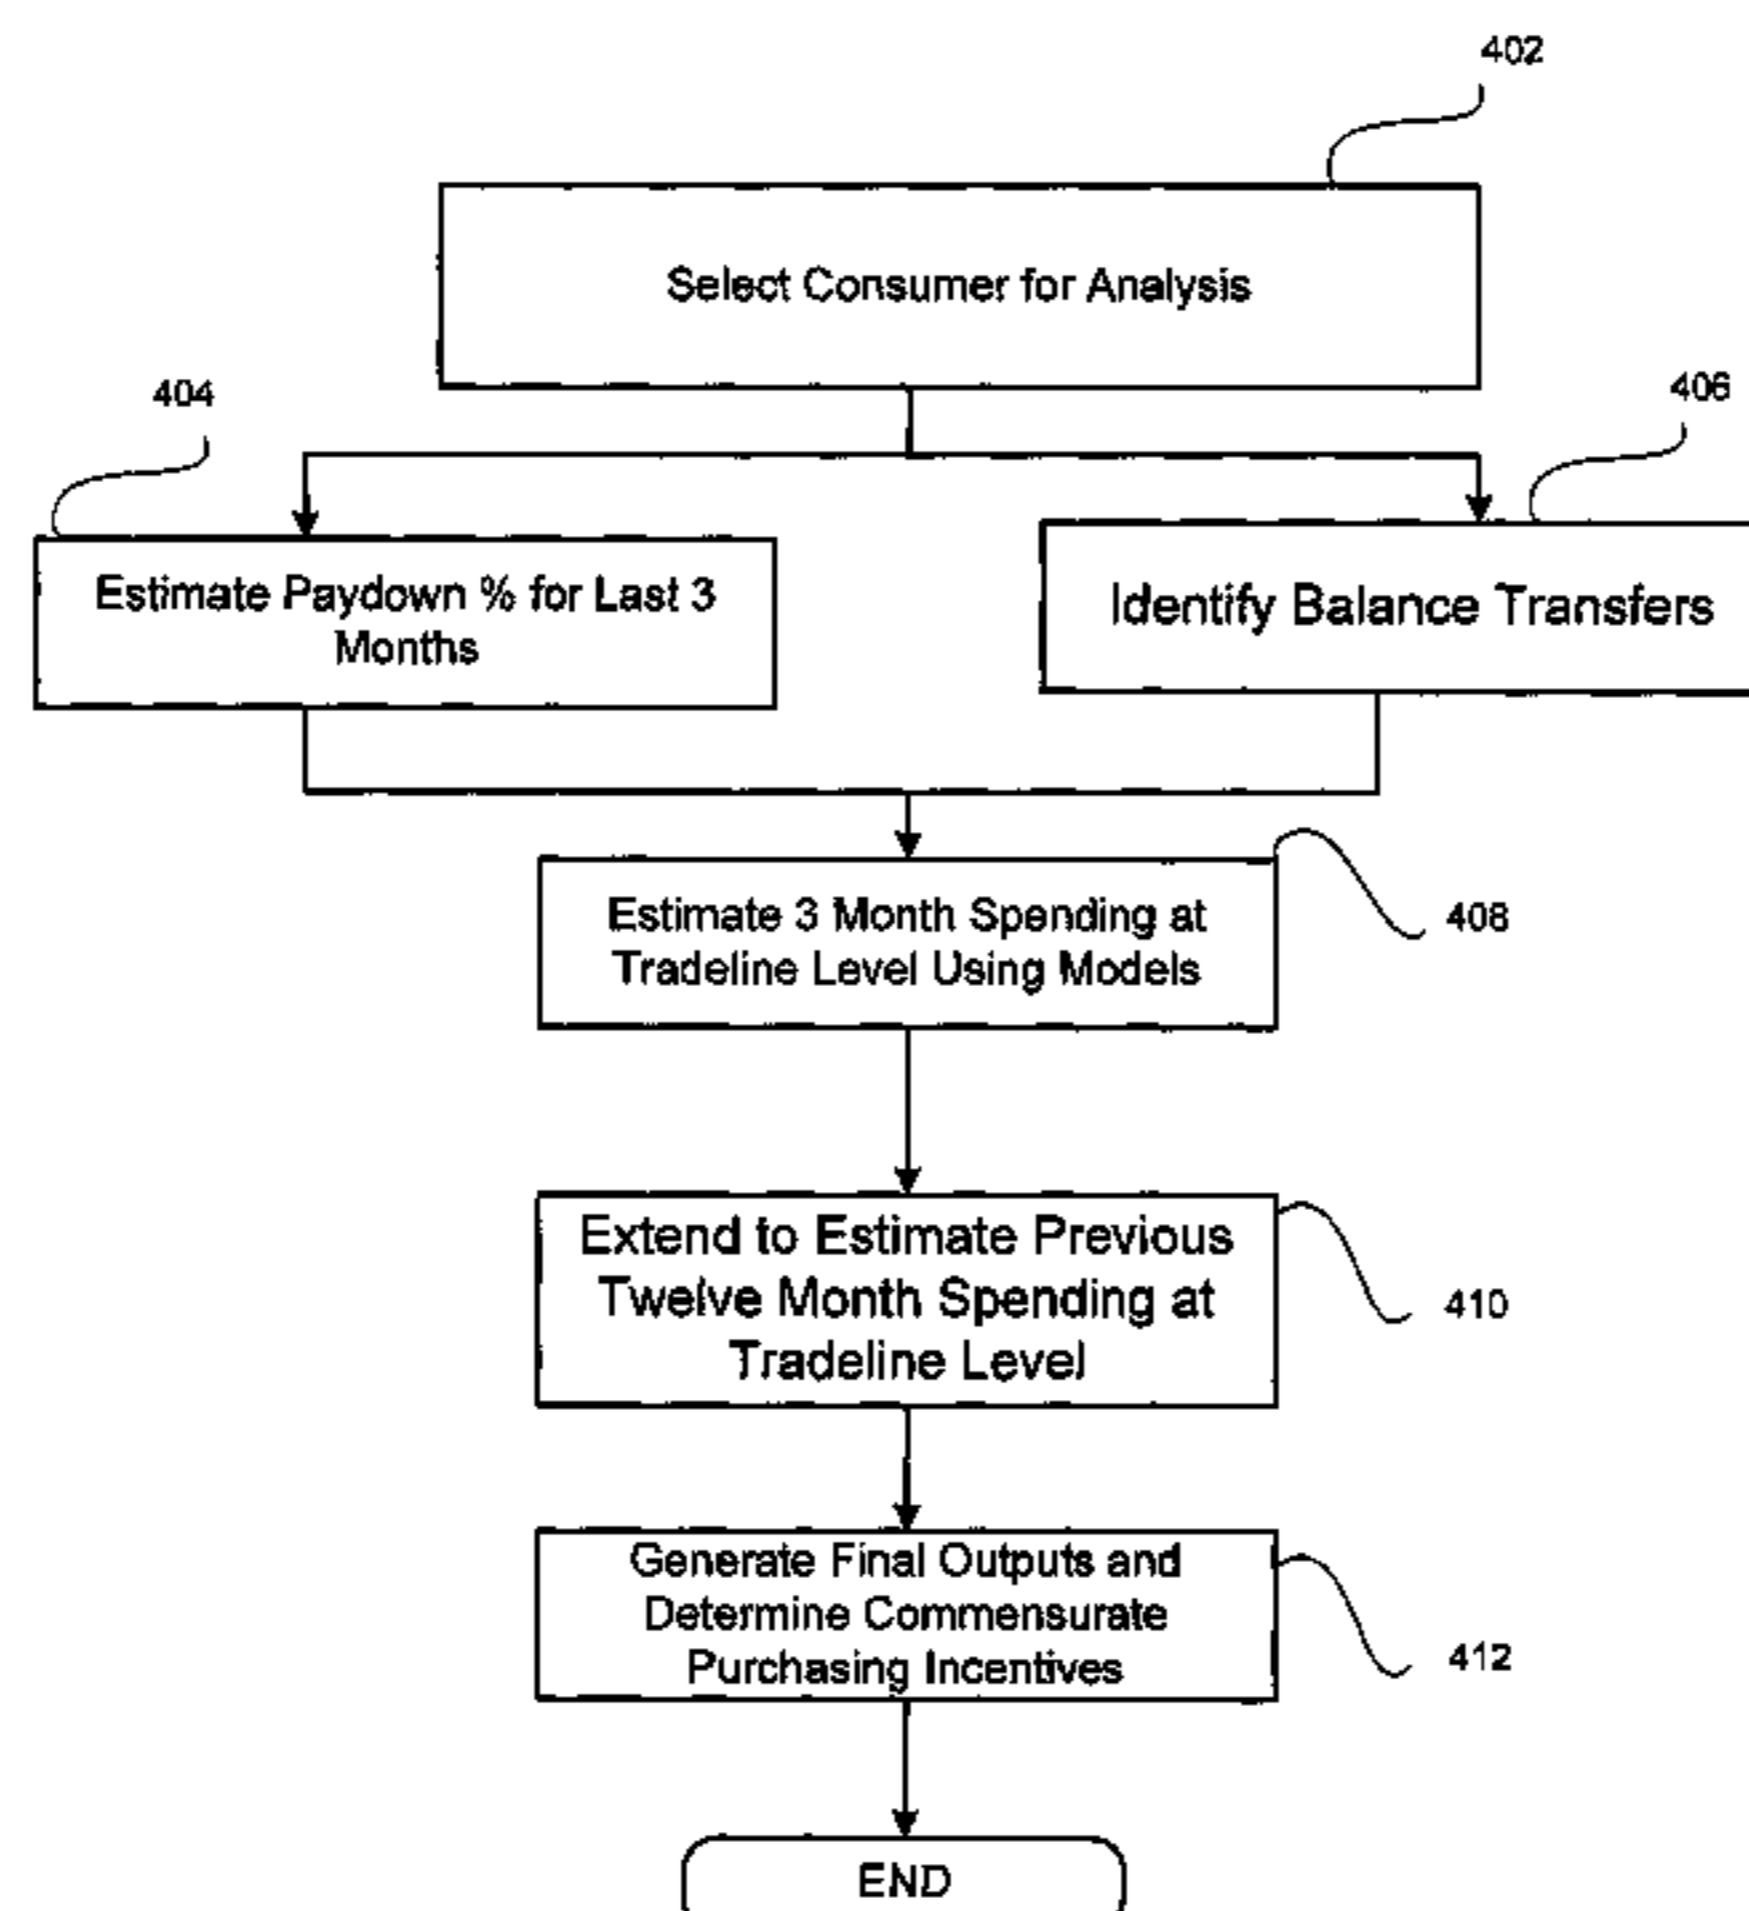 402
Select Consumer for Analysis
404
406
Estimate Paydown % for Last 3
Months
Identify Balance Transfers
Estimate 3 Month Spending at
Tradeline Level Using Models
408
Extend to Estimate Previous
Twelve Month Spending at
Tradeline Level
410
Generate Final Outputs and
Determine Commensurate
Purchasing Incentives
412
END